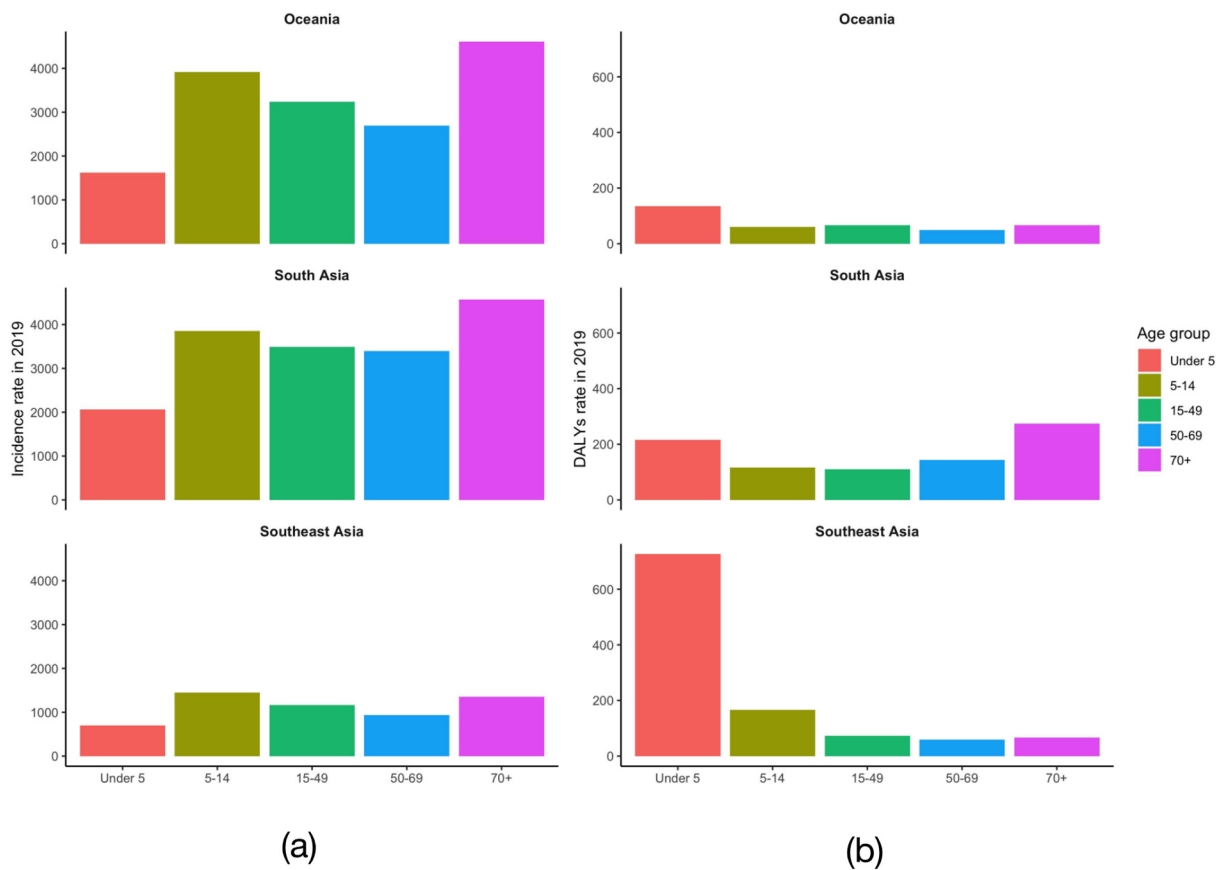 Oceania
4000
3000
2000
1000
0
South Asia
4000
3000
2000
1000
0
Southeast Asia
4000
3000
2000
1000
0
Under 5
5-14
15-49
50-69
70+
Incidence rate in 2019
(a)
Oceania
600
400
200
0
South Asia
600
400
200
0
Southeast Asia
600
400
200
0
Under 5
5-14
15-49
50-69
70+
DALYs rate in 2019
(b)
Age group
Under 5
5-14
15-49
50-69
70+